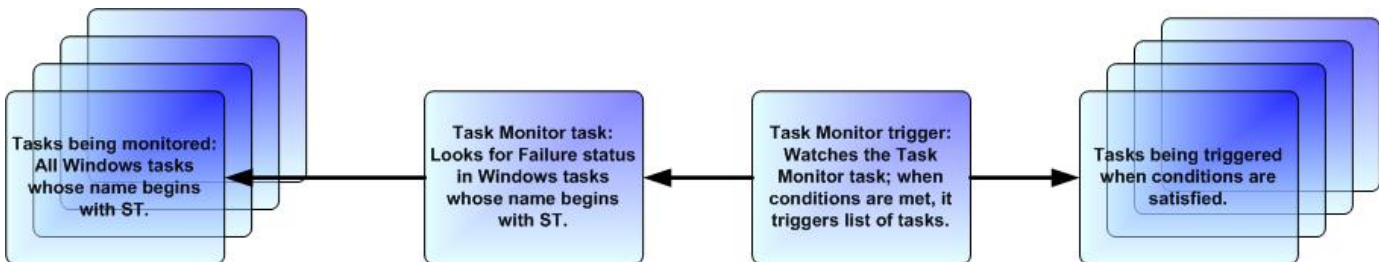 Tasks being monitored:
All Windows tasks
whose name begins
with ST.
Task Monitor task:
Looks for Failure status
in Windows tasks
whose name begins
with ST.
Task Monitor trigger:
Watches the Task
Monitor task; when
conditions are met, it
triggers list of tasks.
Tasks being triggered
when conditions are
satisfied.